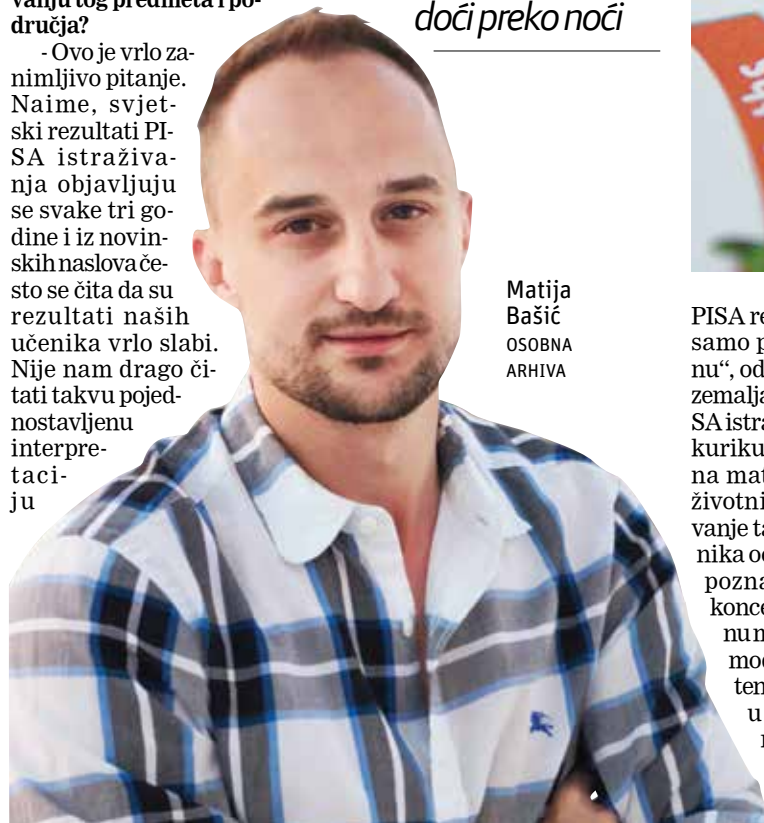 vanju tog predmeta i po-
dručja?
- Ovo je vrlo za-
nimljivo pitanje.
Naime, svjet-
ski rezultati PI-
SA istraživa-
nja objavljuju
se svake tri go-
dine i iz novin-
skih naslova če-
sto se čita da su
rezultati naših
učenika vrlo slabi.
Nije nam drago či-
tati takvu pojed-
nostavljenu
interpre-
taci-
ju
doći preko noći
Matija
Bašić
OSOBNA
ARHIVA
PISA re
samo p
nu“, od
zemalja
SA istra
kuriku
na mat
životni
vanje ta
nika oc
pozna
konce
nu m
moc
ten
u